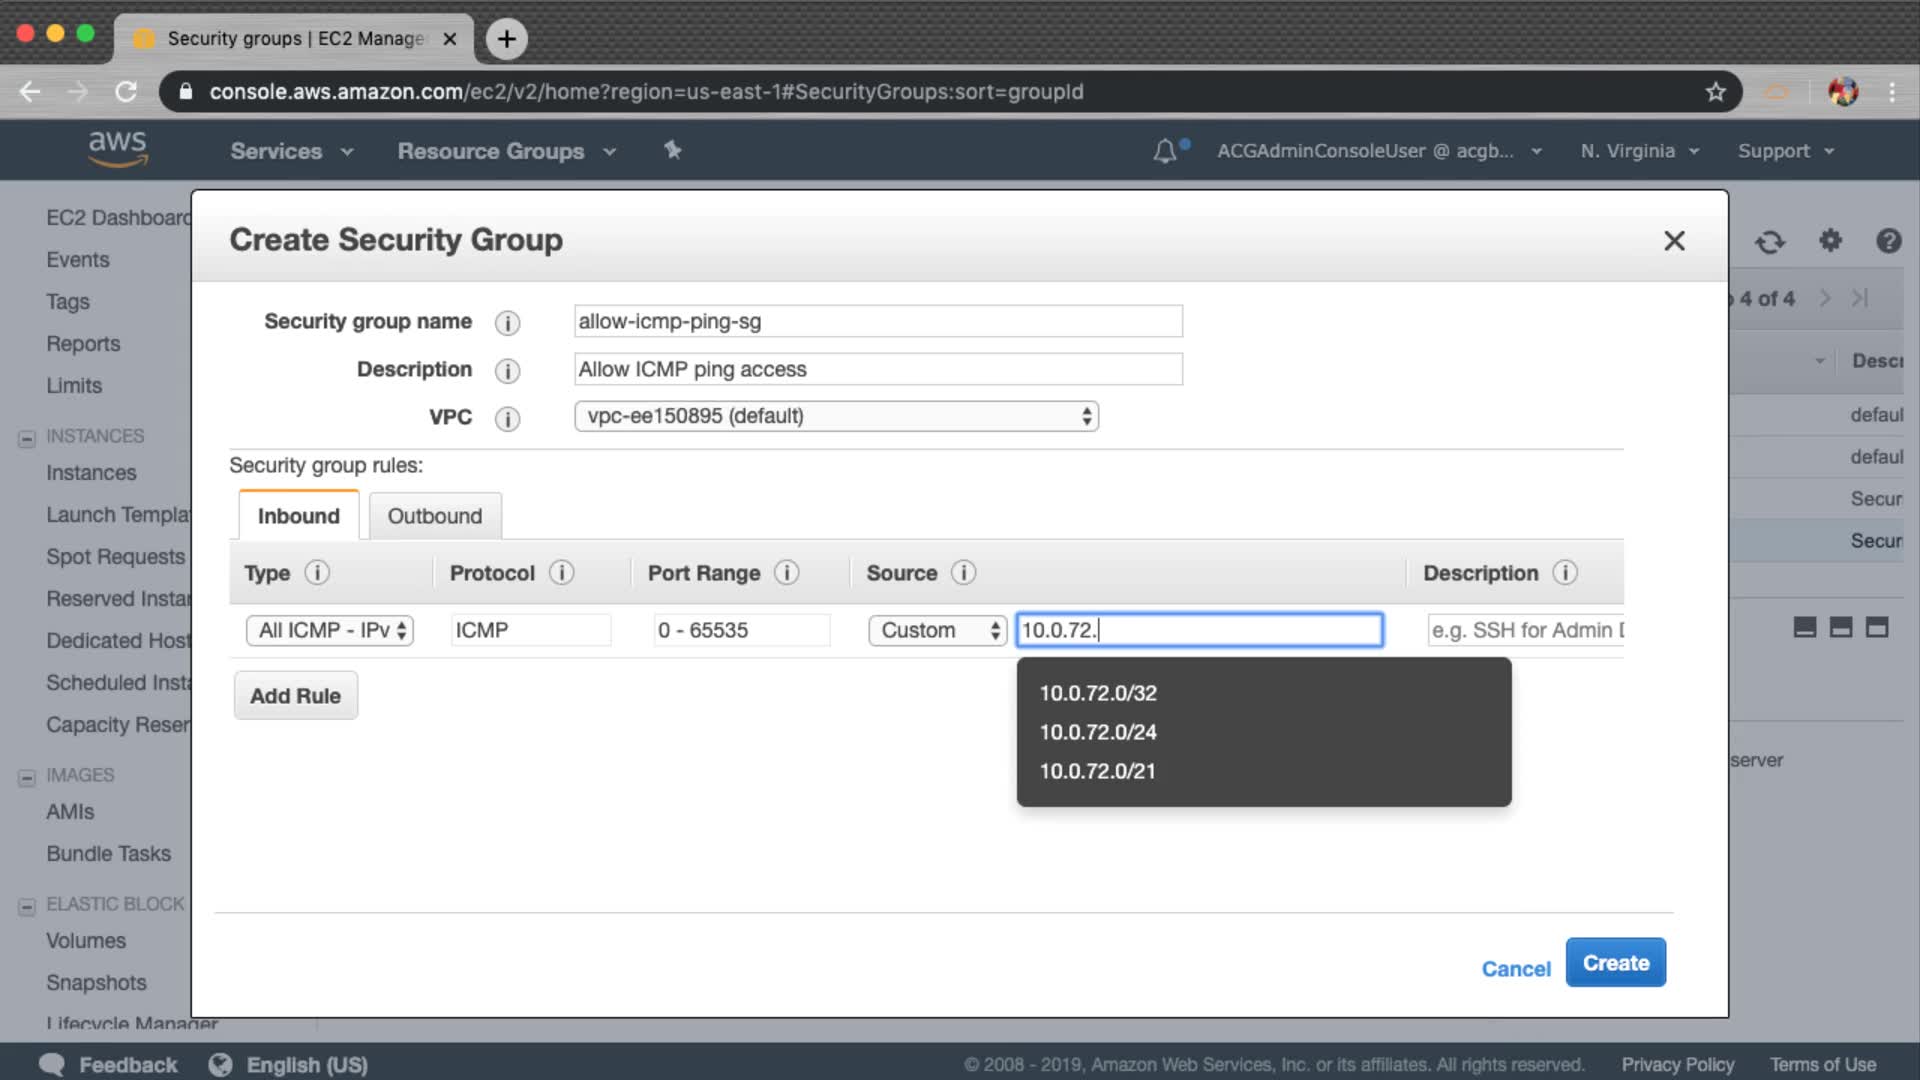 Security groups | EC2 Manage
console.aws.amazon.com/ec2/v2/home?region=us-east-1#SecurityGroups:sort=groupId
aws
Services
Resource Groups
ACGAdminConsoleUser @ acgb...
N. Virginia
Support
EC2 Dashboard
Events
Tags
Reports
Limits
INSTANCES
Instances
Launch Templa
Spot Requests
Reserved Instan
Dedicated Host
Scheduled Insta
Capacity Reser
IMAGES
AMIs
Bundle Tasks
ELASTIC BLOCK
Volumes
Snapshots
Lifecycle Manager
Create Security Group
Security group name
allow-icmp-ping-sg
Description
Allow ICMP ping access
VPC
vpc-ee150895 (default)
Security group rules:
Inbound
Outbound
Type
Protocol
Port Range
Source
Description
All ICMP - IPv
ICMP
0 - 65535
Custom
10.0.72.
e.g. SSH for Admin D
10.0.72.0/32
10.0.72.0/24
10.0.72.0/21
Add Rule
Cancel
Create
4 of 4
Descr
defaul
defaul
Secur
Secur
server
Feedback
English (US)
© 2008 - 2019, Amazon Web Services, Inc. or its affiliates. All rights reserved.
Privacy Policy
Terms of Use